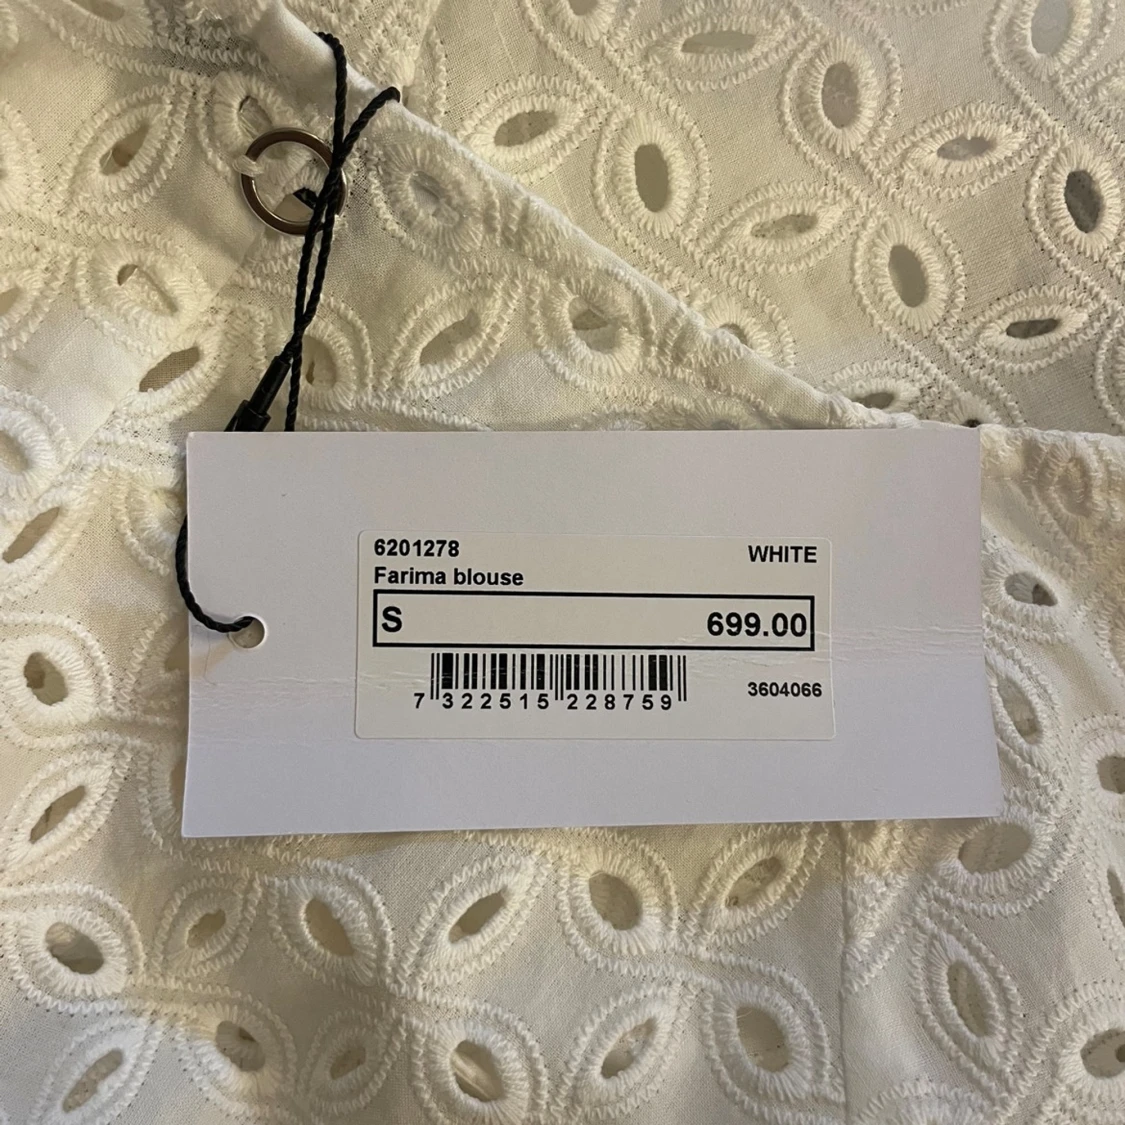 6201278
WHITE
Farima blouse
S 699.00
7 322515 228759
3604066